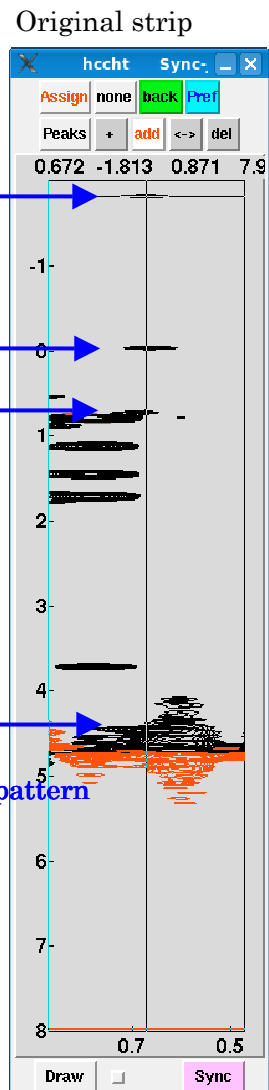 Original strip
hccht Sync-
Assign none back Pref
Peaks + add <-> del
0.672 -1.813 0.871 7.9
-1
0
1
2
3
4
5
pattern
6
7
8
0.7 0.5
Draw Sync